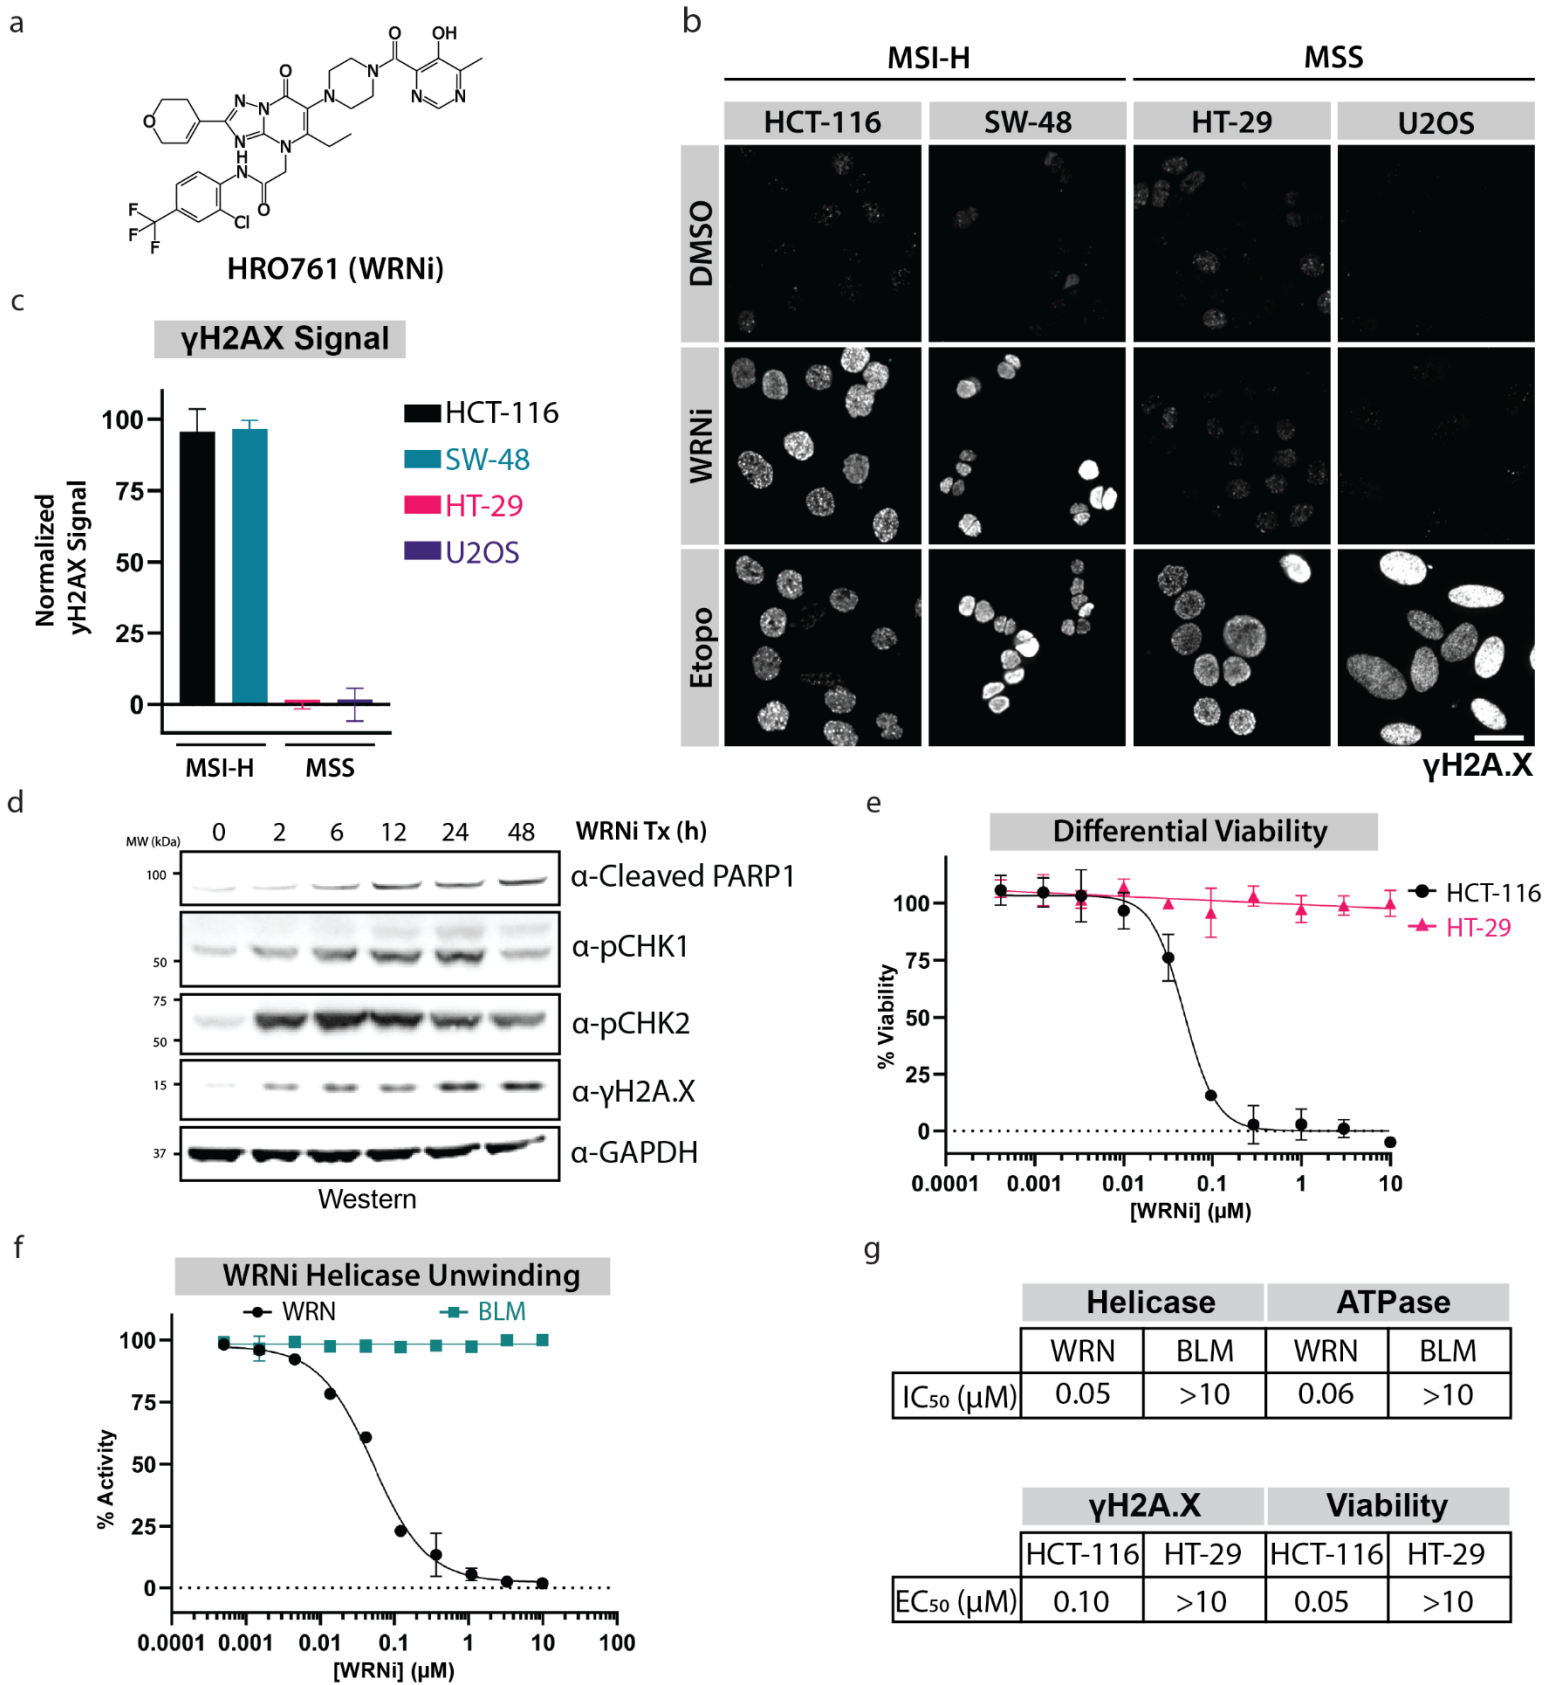 a
O
OH
N
N
N
N
O
N
N
O
N
N
N
H
N
O
Cl
F
F
F
HRO761 (WRNi)
b
MSI-H
MSS
HCT-116
SW-48
HT-29
U2OS
DMSO
WRNi
Etopo
γH2A.X
c
γH2AX Signal
Normalized
γH2AX Signal
100
75
50
25
0
HCT-116
SW-48
HT-29
U2OS
MSI-H
MSS
d
MW (kDa)
0 2 6 12 24 48 WRNi Tx (h)
100
α-Cleaved PARP1
50
α-pCHK1
75
50
α-pCHK2
15
α-γH2A.X
37
α-GAPDH
Western
e
Differential Viability
% Viability
100
75
50
25
0
HCT-116
HT-29
0.0001 0.001 0.01 0.1 1 10
[WRNi] (μM)
f
WRNi Helicase Unwinding
WRN
BLM
% Activity
100
75
50
25
0
0.0001 0.001 0.01 0.1 1 10 100
[WRNi] (μM)
g
Helicase ATPase
WRN BLM WRN BLM
IC₅₀ (μM) 0.05 >10 0.06 >10
γH2A.X Viability
HCT-116 HT-29 HCT-116 HT-29
EC₅₀ (μM) 0.10 >10 0.05 >10